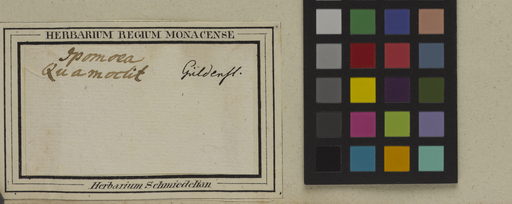 HERBARIUM REGIUM MONACENSE
Ipomoea
Quamoclit Güldenst.
Herbarium Schmiedelian